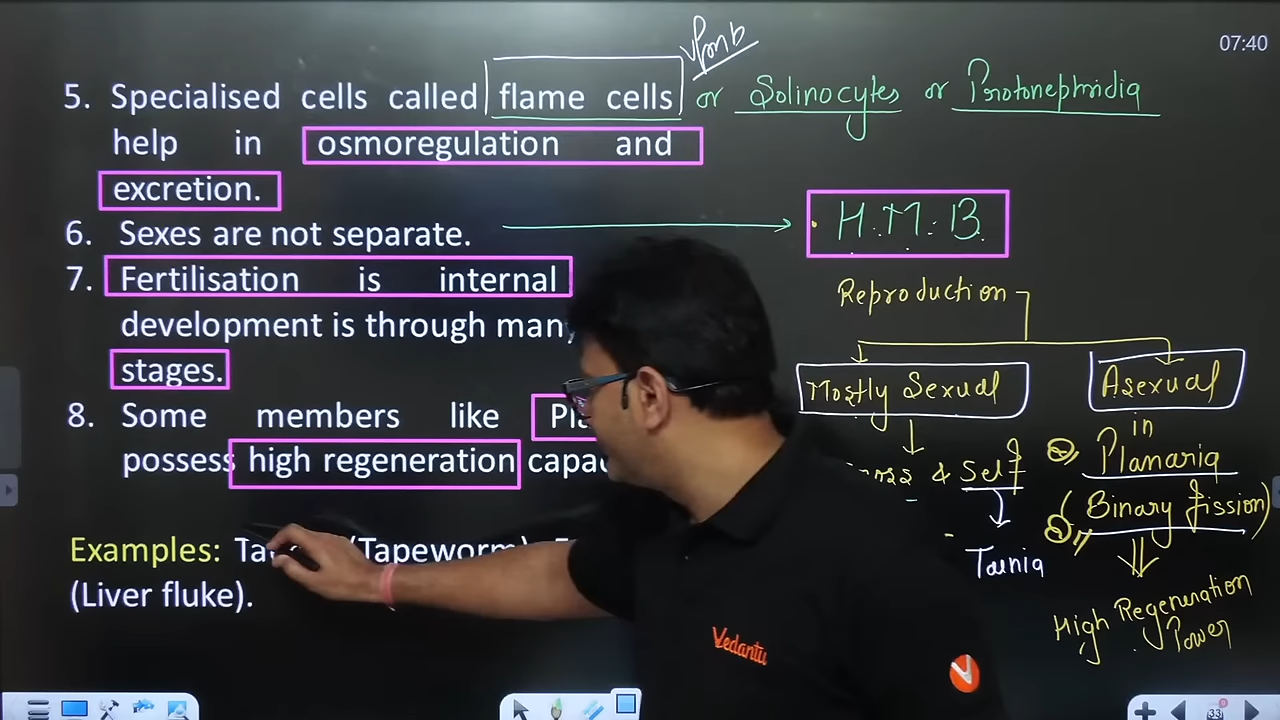 07:40
5. Specialised cells called flame cells or Solinocytes or Protonephridia
help in osmoregulation and
excretion.
6. Sexes are not separate. → H.M.B.
7. Fertilisation is internal
development is through many
stages.
8. Some members like
possess high regeneration
Examples: (Tapeworm)
(Liver fluke).
Reproduction
Mostly Sexual
& Self
Taenia
Asexual
in
Planaria
(Binary fission)
High Regeneration
Power
Vedantu
33